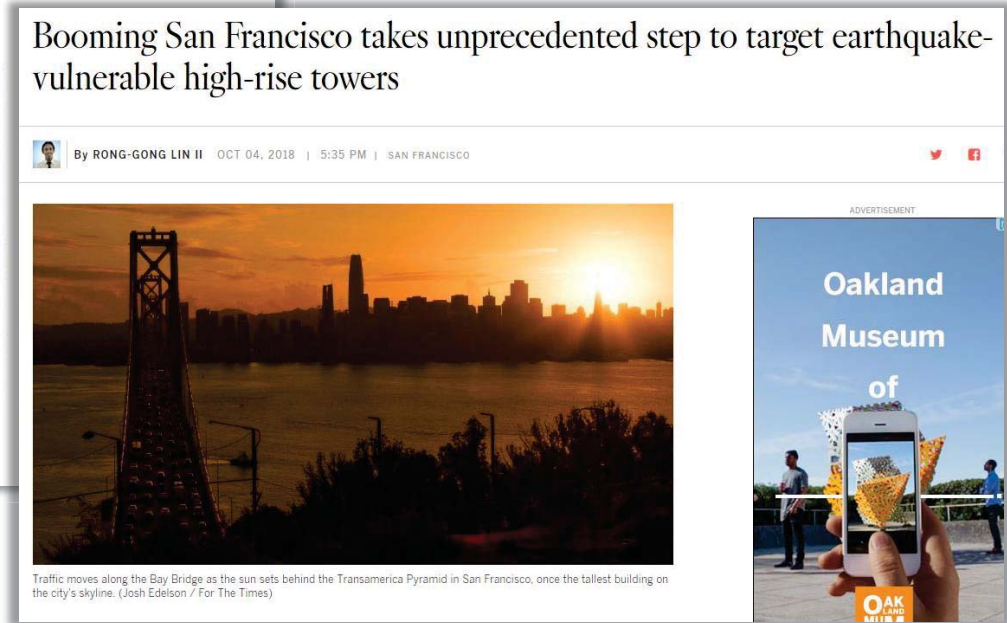 Booming San Francisco takes unprecedented step to target earthquake-
vulnerable high-rise towers
By RONG-GONG LIN II OCT 04, 2018 | 5:35 PM | SAN FRANCISCO
ADVERTISEMENT
Oakland
Museum
of
Traffic moves along the Bay Bridge as the sun sets behind the Transamerica Pyramid in San Francisco, once the tallest building on
the city's skyline. (Josh Edelson / For The Times)
OAK
LAND
MUM